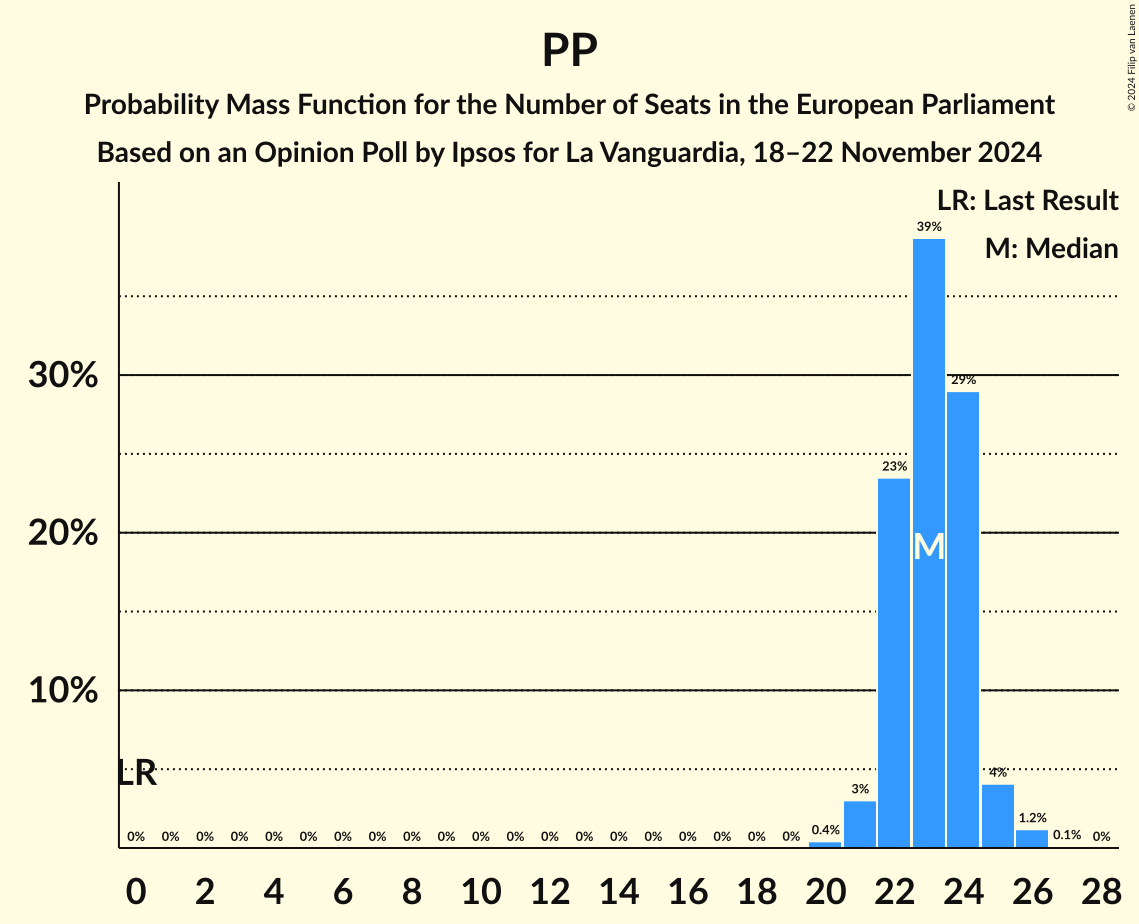 PP
Probability Mass Function for the Number of Seats in the European Parliament
Based on an Opinion Poll by Ipsos for La Vanguardia, 18–22 November 2024
© 2024 Filip van Laenen
LR: Last Result
M: Median
39%
30%
29%
23%
20%
M
10%
LR
4%
3%
1.2%
0.4%
0.1%
0% 0% 0% 0% 0% 0% 0% 0% 0% 0% 0% 0% 0% 0% 0% 0% 0% 0% 0% 0% 0%
0 2 4 6 8 10 12 14 16 18 20 22 24 26 28